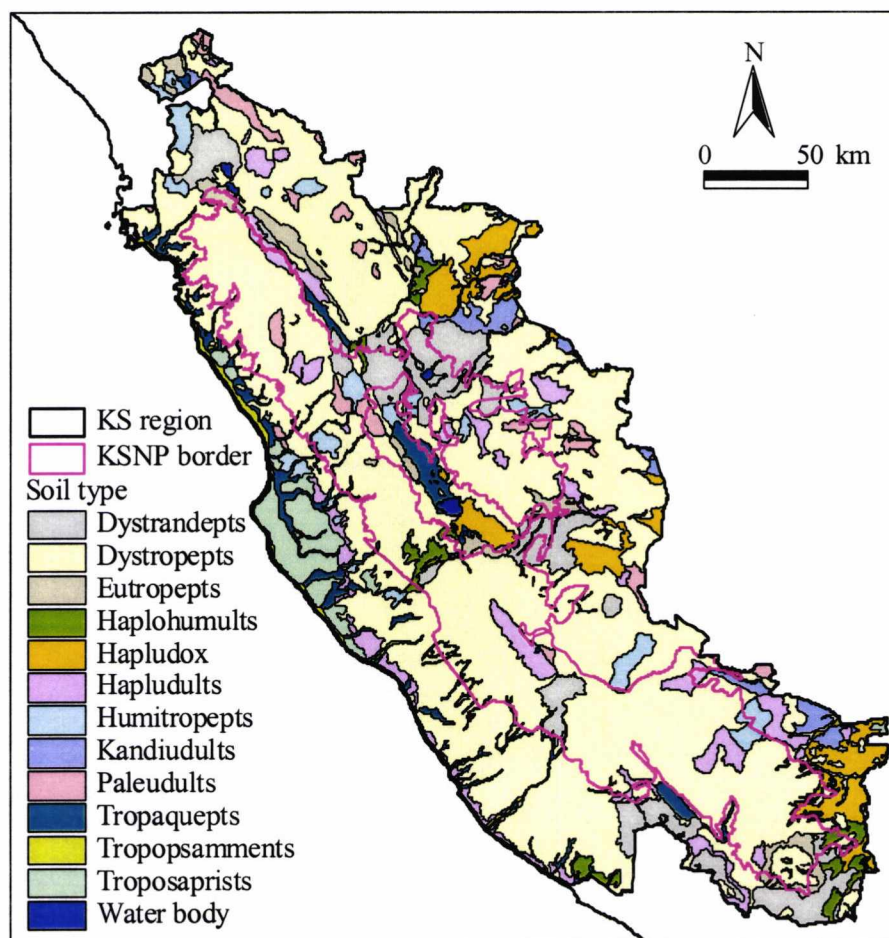 N
0 50 km
KS region
KSNP border
Soil type
Dystrandepts
Dystropepts
Eutropepts
Haplohumults
Hapludox
Hapludults
Humitropepts
Kandiudults
Paleudults
Tropaquepts
Tropopsamments
Troposaprists
Water body